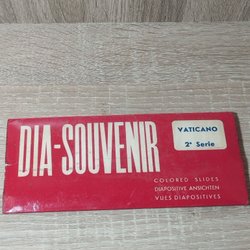 DIA-SOUVENIR
VATICANO
2ª Serie
COLORED SLIDES
DIAPOSITIVE ANSICHTEN
VUES DIAPOSITIVES